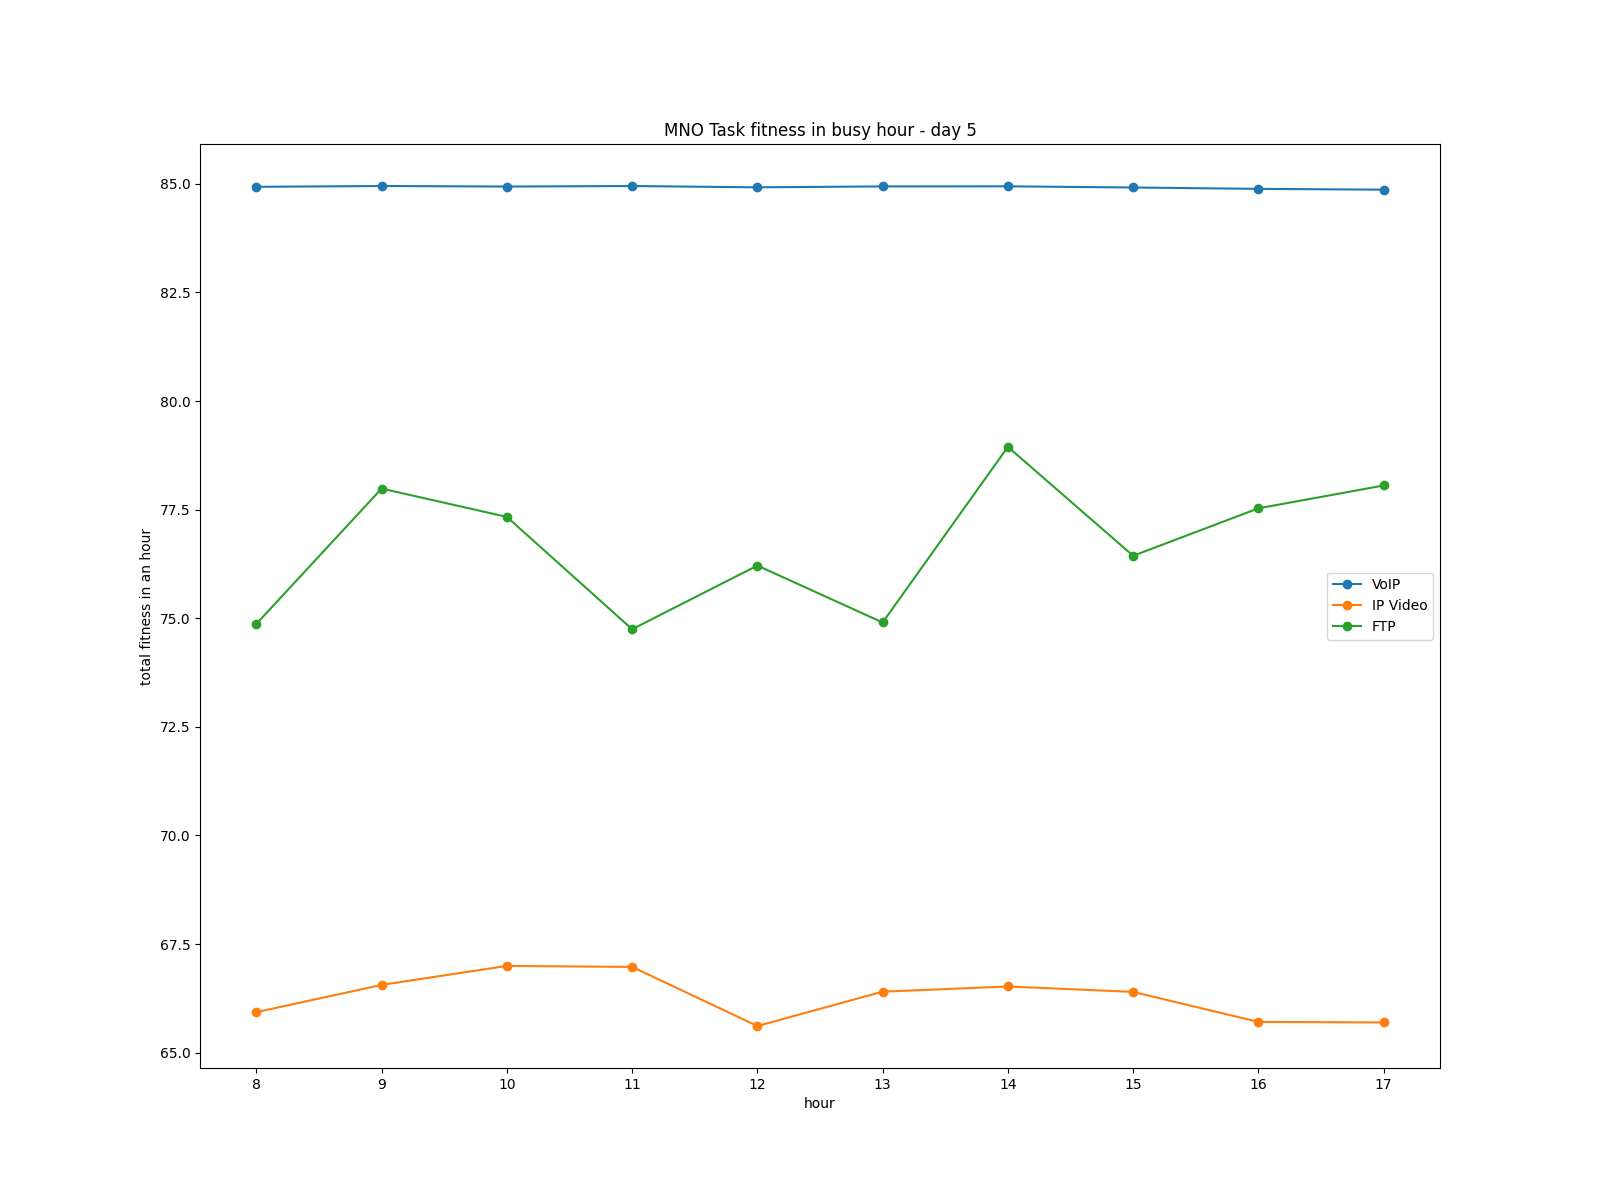 MNO Task fitness in busy hour - day 5
total fitness in an hour
85.0
82.5
80.0
77.5
75.0
72.5
70.0
67.5
65.0
VoIP
IP Video
FTP
8 9 10 11 12 13 14 15 16 17
hour